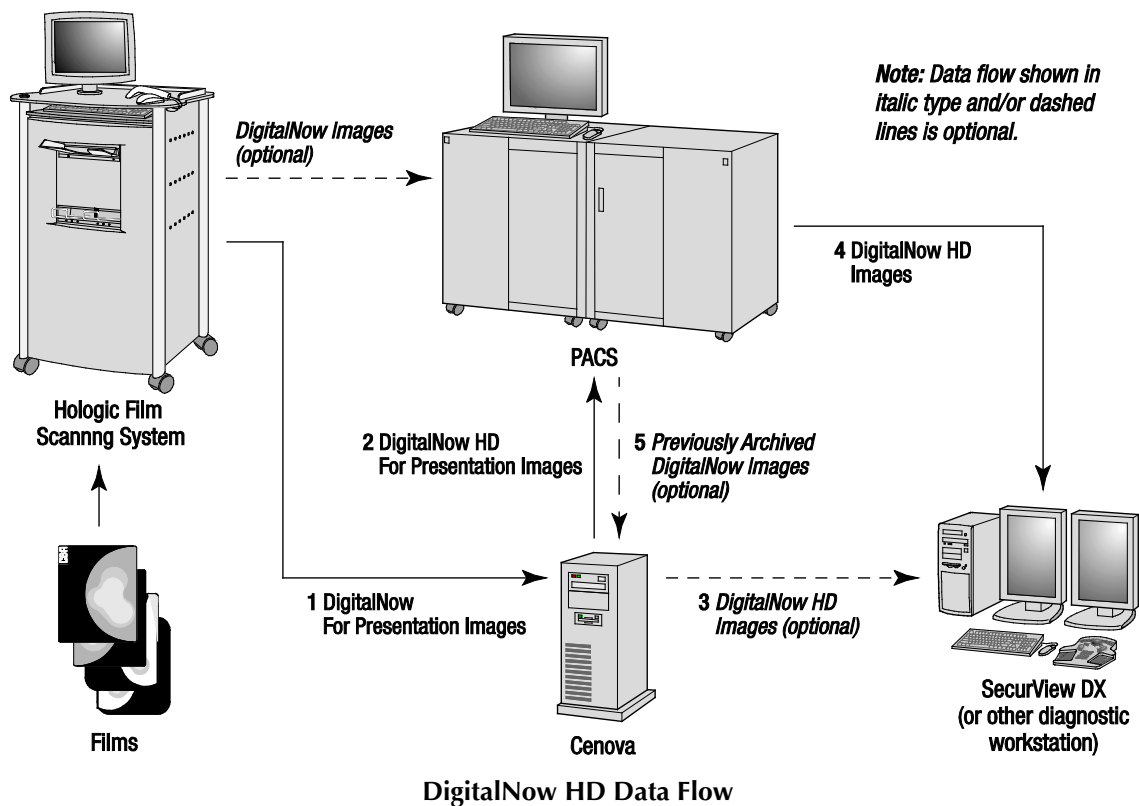 DigitalNow Images
(optional)
Note: Data flow shown in
italic type and/or dashed
lines is optional.
4 DigitalNow HD
Images
PACS
Hologic Film
Scannng System
2 DigitalNow HD
For Presentation Images
5 Previously Archived
DigitalNow Images
(optional)
1 DigitalNow
For Presentation Images
3 DigitalNow HD
Images (optional)
Films
Cenova
SecurView DX
(or other diagnostic
workstation)
DigitalNow HD Data Flow